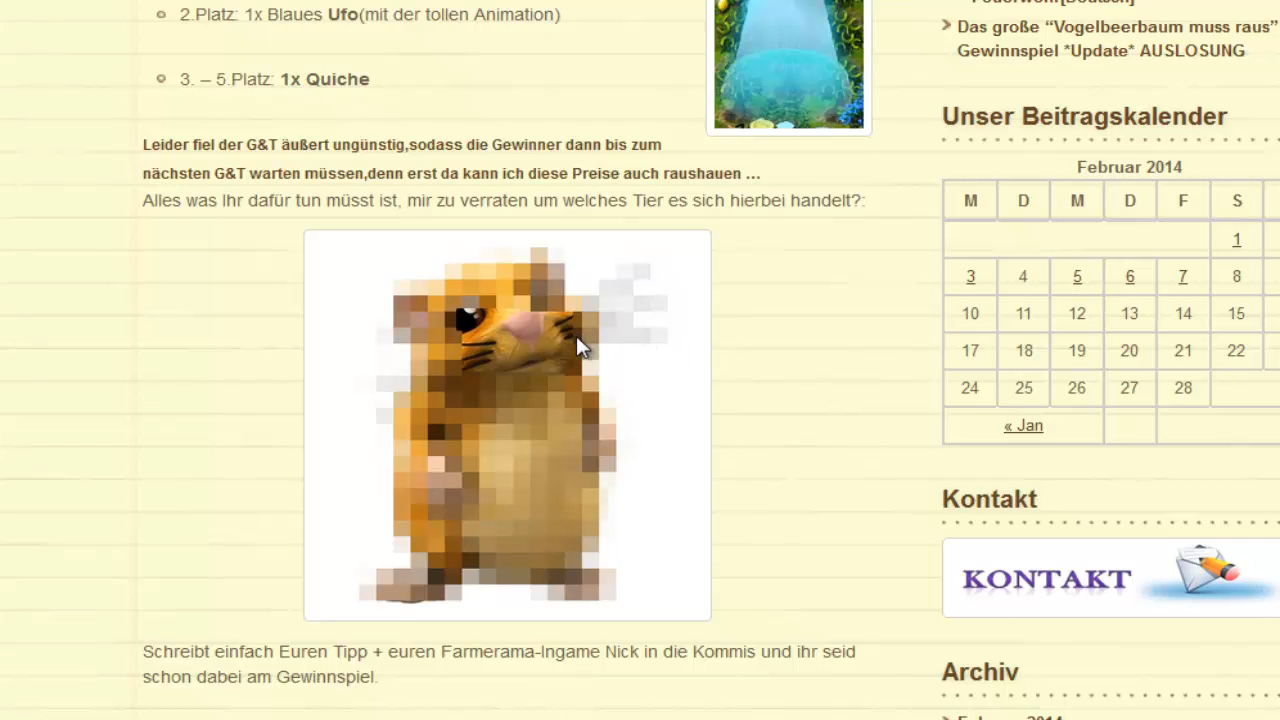 2.Platz: 1x Blaues Ufo(mit der tollen Animation)
3. – 5.Platz: 1x Quiche
Leider fiel der G&T äußert ungünstig,sodass die Gewinner dann bis zum
nächsten G&T warten müssen,denn erst da kann ich diese Preise auch raushauen …
Alles was Ihr dafür tun müsst ist, mir zu verraten um welches Tier es sich hierbei handelt?:
Schreibt einfach Euren Tipp + euren Farmerama-Ingame Nick in die Kommis und ihr seid
schon dabei am Gewinnspiel.
Das große “Vogelbeerbaum muss raus”
Gewinnspiel *Update* AUSLOSUNG
Unser Beitragskalender
Februar 2014
M D M D F S
1
3 4 5 6 7 8
10 11 12 13 14 15
17 18 19 20 21 22
24 25 26 27 28
« Jan
Kontakt
KONTAKT
Archiv